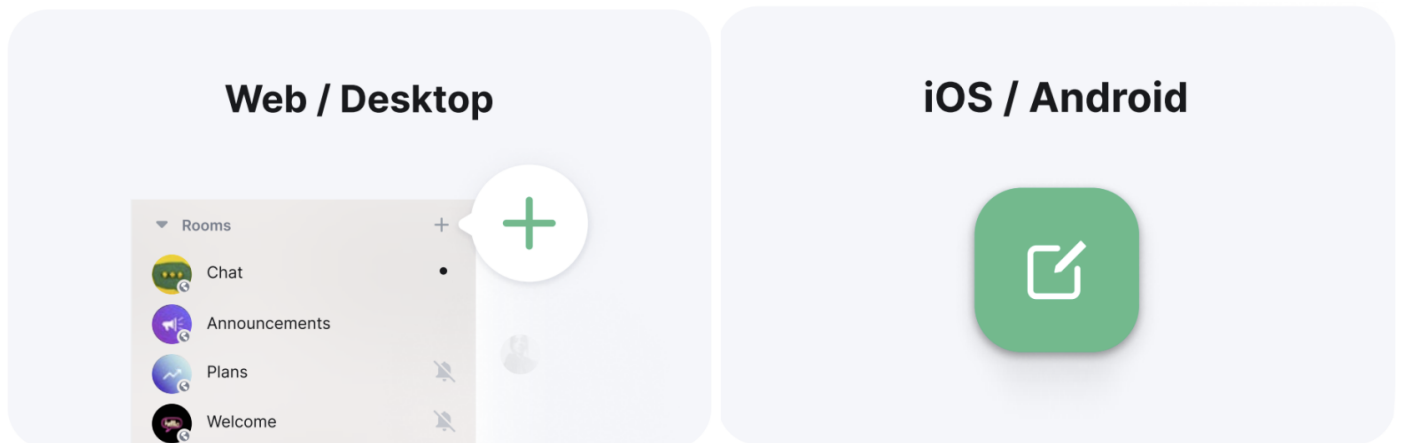 Web / Desktop
Rooms
Chat
Announcements
Plans
Welcome
iOS / Android